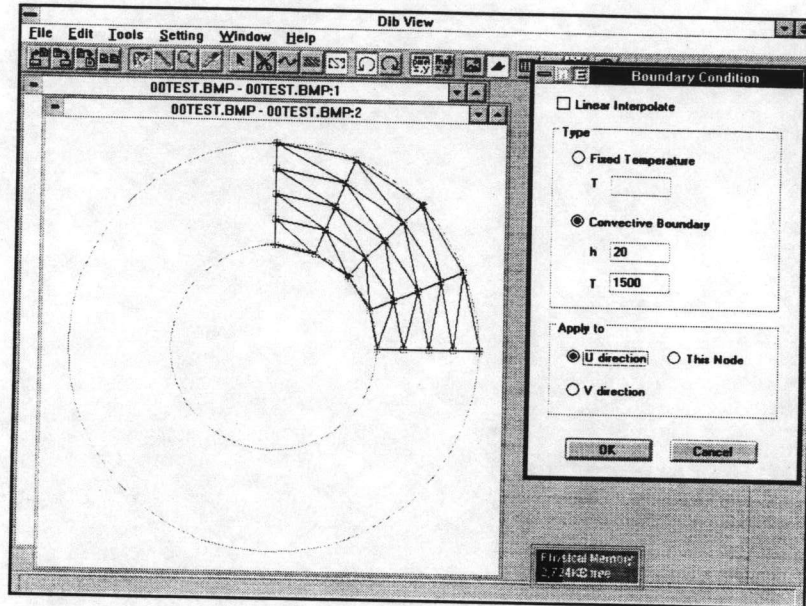 Dib View
File Edit Tools Setting Window Help
00TEST.BMP - 00TEST.BMP:1
00TEST.BMP - 00TEST.BMP:2
Boundary Condition
Linear Interpolate
Type
Fixed Temperature
T
Convective Boundary
h 20
T 1500
Apply to
U direction This Node
V direction
OK Cancel
Physical Memory
free